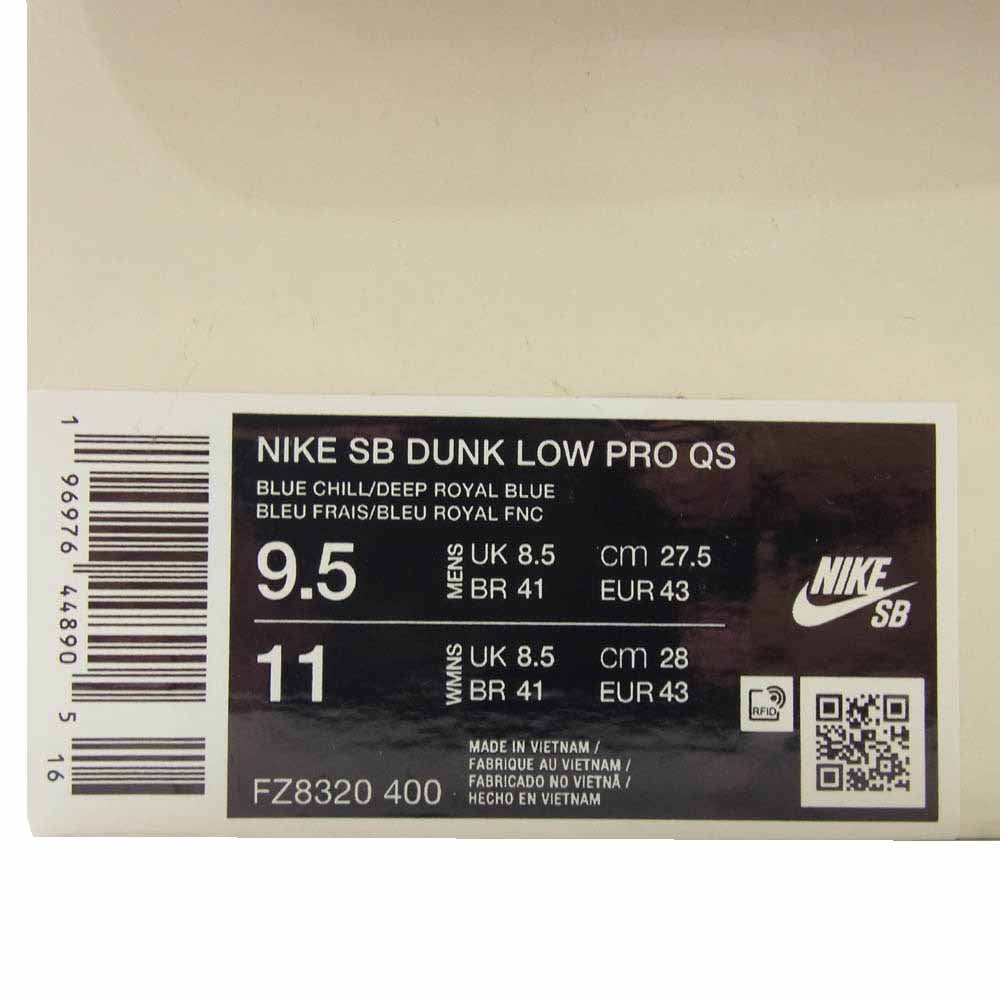 NIKE SB DUNK LOW PRO QS
BLUE CHILL/DEEP ROYAL BLUE
BLEU FRAIS/BLEU ROYAL FNC
9.5 MENS UK 8.5 cm 27.5
BR 41 EUR 43
11 WMNS UK 8.5 cm 28
BR 41 EUR 43
NIKE
SB
RFID
MADE IN VIETNAM /
FABRIQUE AU VIETNAM /
FABRICADO NO VIETNÃ /
HECHO EN VIETNAM
FZ8320 400
1 96976 44890 5
16